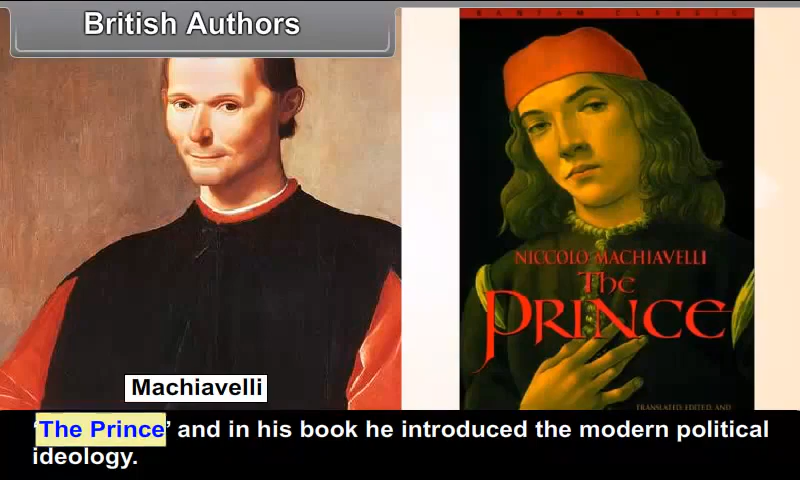 British Authors
BANTAM CLASSIC
NICCOLO MACHIAVELLI
The
PRINCE
TRANSLATED, EDITED, AND
Machiavelli
‘The Prince’ and in his book he introduced the modern political
ideology.